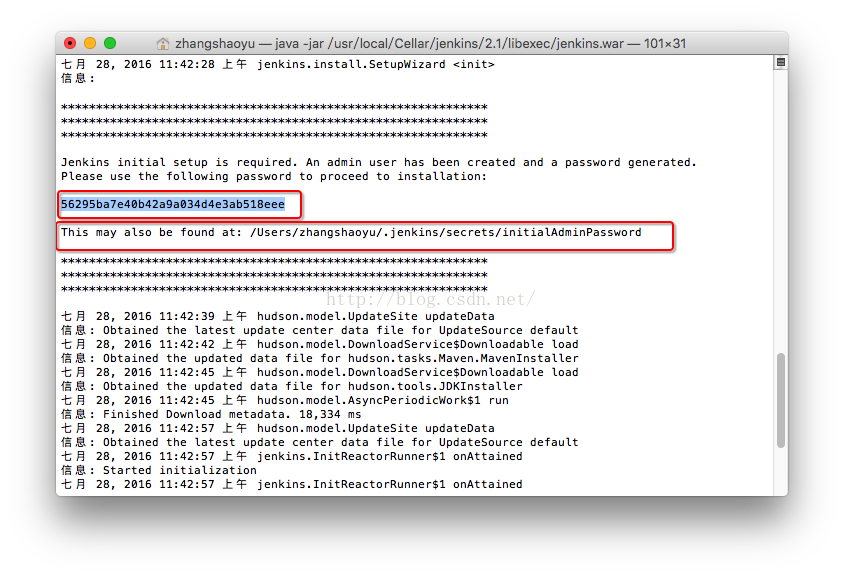 zhangshaoyu — java -jar /usr/local/Cellar/jenkins/2.1/libexec/jenkins.war — 101×31
七月 28, 2016 11:42:28 上午 jenkins.install.SetupWizard <init>
信息:
*************************************************************
*************************************************************
*************************************************************
Jenkins initial setup is required. An admin user has been created and a password generated.
Please use the following password to proceed to installation:
56295ba7e40b42a9a034d4e3ab518eee
This may also be found at: /Users/zhangshaoyu/.jenkins/secrets/initialAdminPassword
*************************************************************
*************************************************************
*************************************************************
http://blog.csdn.net/
七月 28, 2016 11:42:39 上午 hudson.model.UpdateSite updateData
信息: Obtained the latest update center data file for UpdateSource default
七月 28, 2016 11:42:42 上午 hudson.model.DownloadService$Downloadable load
信息: Obtained the updated data file for hudson.tasks.Maven.MavenInstaller
七月 28, 2016 11:42:45 上午 hudson.model.DownloadService$Downloadable load
信息: Obtained the updated data file for hudson.tools.JDKInstaller
七月 28, 2016 11:42:45 上午 hudson.model.AsyncPeriodicWork$1 run
信息: Finished Download metadata. 18,334 ms
七月 28, 2016 11:42:57 上午 hudson.model.UpdateSite updateData
信息: Obtained the latest update center data file for UpdateSource default
七月 28, 2016 11:42:57 上午 jenkins.InitReactorRunner$1 onAttained
信息: Started initialization
七月 28, 2016 11:42:57 上午 jenkins.InitReactorRunner$1 onAttained